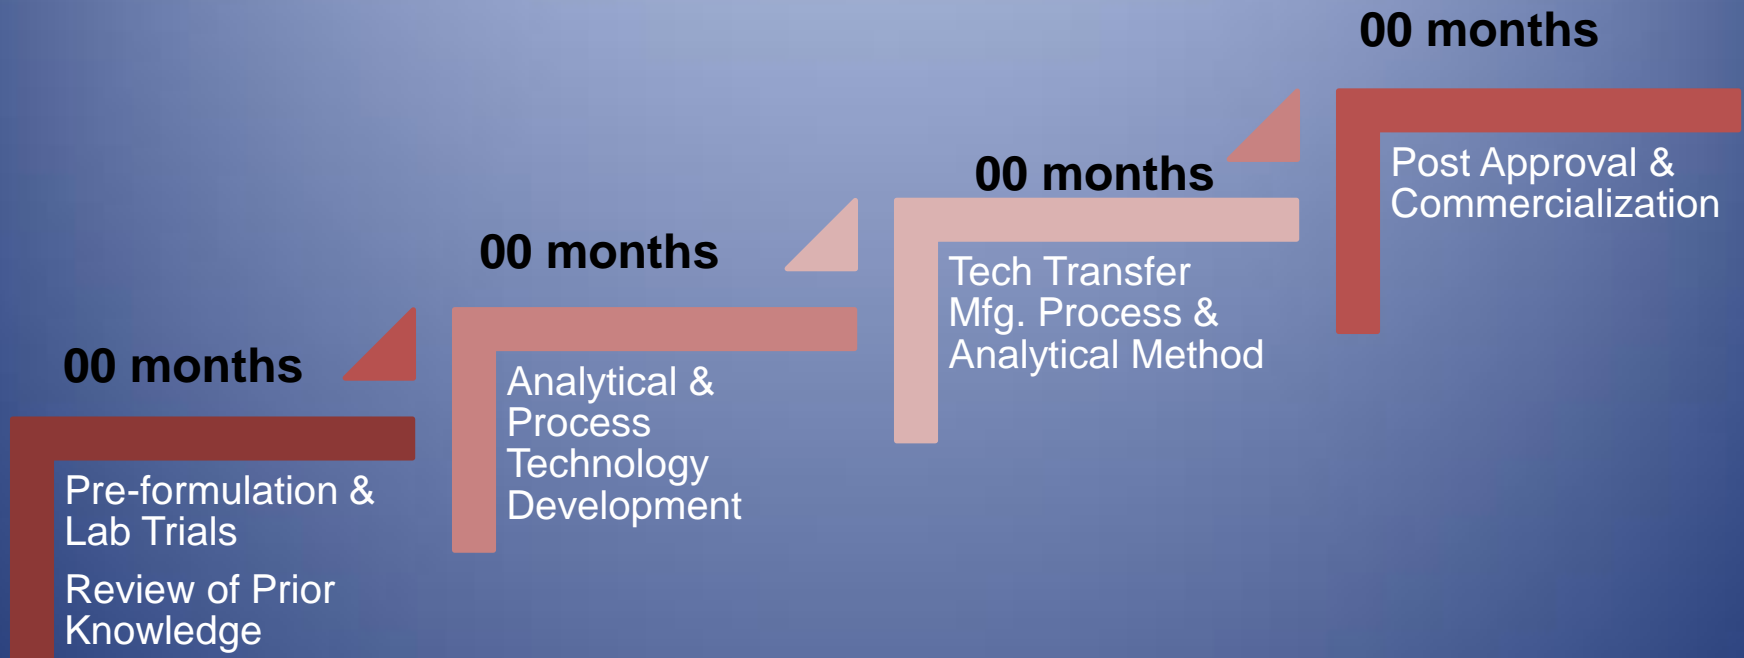 00 months
Pre-formulation &
Lab Trials
Review of Prior
Knowledge
00 months
Analytical &
Process
Technology
Development
00 months
Tech Transfer
Mfg. Process &
Analytical Method
00 months
Post Approval &
Commercialization